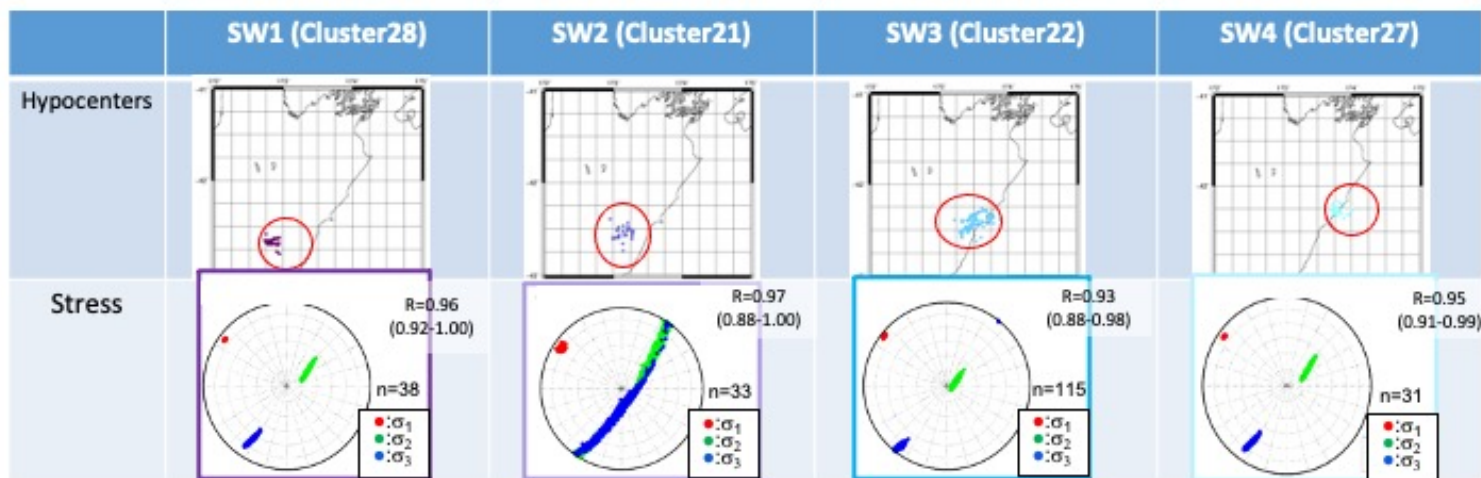 SW1 (Cluster28)
SW2 (Cluster21)
SW3 (Cluster22)
SW4 (Cluster27)
Hypocenters
Stress
R=0.96
(0.92-1.00)
n=38
●:σ₁
●:σ₂
●:σ₃
R=0.97
(0.88-1.00)
n=33
●:σ₁
●:σ₂
●:σ₃
R=0.93
(0.88-0.98)
n=115
●:σ₁
●:σ₂
●:σ₃
R=0.95
(0.91-0.99)
n=31
●:σ₁
●:σ₂
●:σ₃